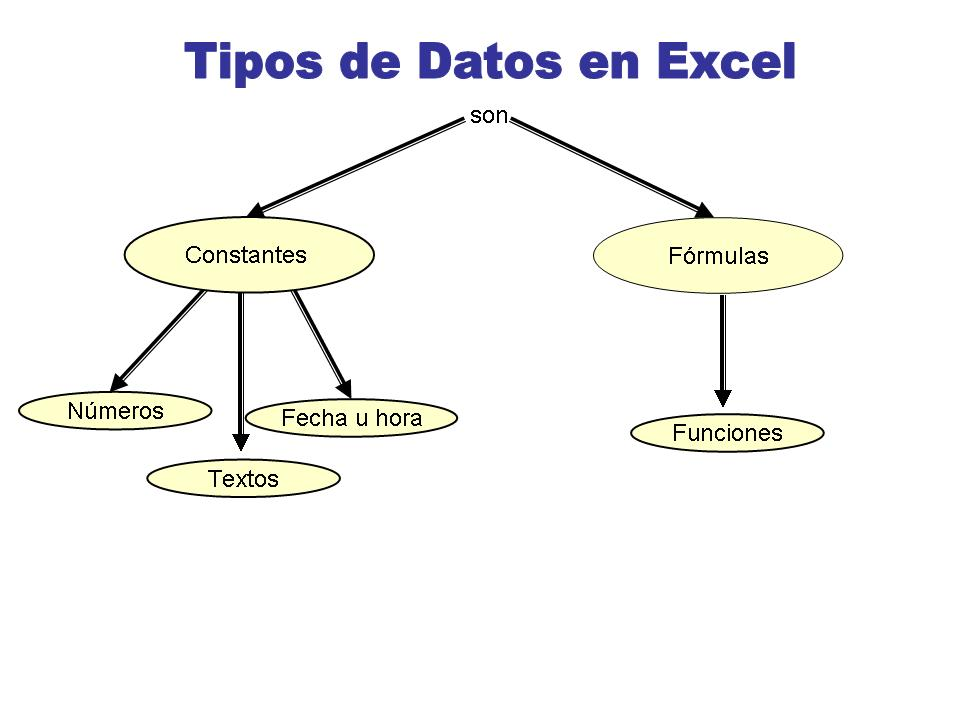 Tipos de Datos en Excel
son
Constantes
Fórmulas
Números
Fecha u hora
Funciones
Textos